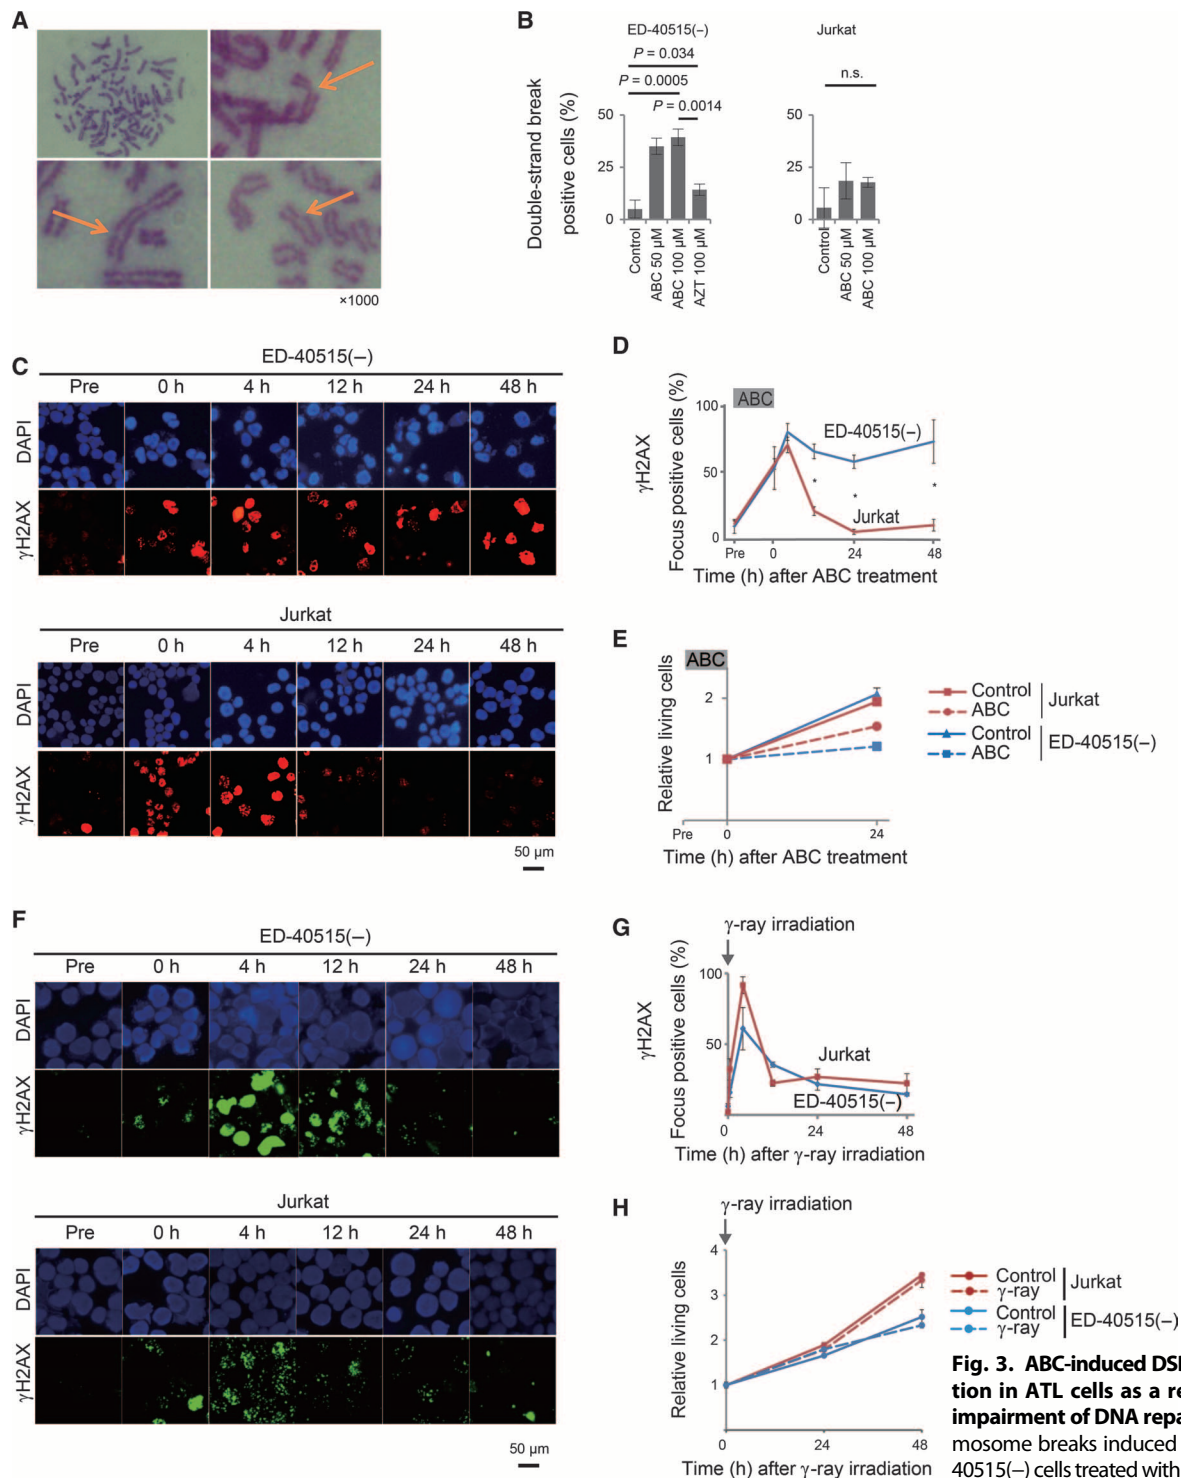 A
×1000
B
ED-40515(−)
P = 0.034
P = 0.0005
P = 0.0014
Double-strand break
positive cells (%)
50
25
0
Control
ABC 50 μM
ABC 100 μM
AZT 100 μM
Jurkat
n.s.
50
25
0
Control
ABC 50 μM
ABC 100 μM
C
ED-40515(−)
Pre 0 h 4 h 12 h 24 h 48 h
DAPI
γH2AX
Jurkat
Pre 0 h 4 h 12 h 24 h 48 h
DAPI
γH2AX
50 μm
D
ABC
γH2AX
Focus positive cells (%)
100
50
0
ED-40515(−)
* * *
Jurkat
Pre 0 24 48
Time (h) after ABC treatment
E
ABC
Relative living cells
2
1
Pre 0 24
Time (h) after ABC treatment
Control
ABC
Jurkat
Control
ABC
ED-40515(−)
F
ED-40515(−)
Pre 0 h 4 h 12 h 24 h 48 h
DAPI
γH2AX
Jurkat
Pre 0 h 4 h 12 h 24 h 48 h
DAPI
γH2AX
50 μm
G
γ-ray irradiation
γH2AX
Focus positive cells (%)
100
50
Jurkat
ED-40515(−)
0 24 48
Time (h) after γ-ray irradiation
H
γ-ray irradiation
Relative living cells
4
3
2
1
0 24 48
Time (h) after γ-ray irradiation
Control
γ-ray
Jurkat
Control
γ-ray
ED-40515(−)
Fig. 3. ABC-induced DS
tion in ATL cells as a re
impairment of DNA repa
mosome breaks induced
40515(−) cells treated with